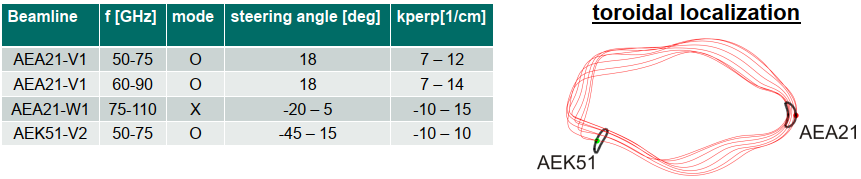 Beamline f [GHz] mode steering angle [deg] kperp[1/cm]
AEA21-V1 50-75 O 18 7 – 12
AEA21-V1 60-90 O 18 7 – 14
AEA21-W1 75-110 X -20 – 5 -10 – 15
AEK51-V2 50-75 O -45 – 15 -10 – 10
toroidal localization
AEA21
AEK51